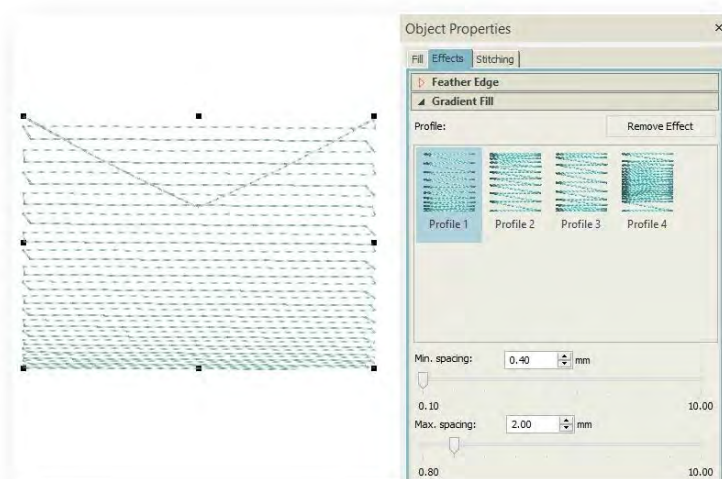 Object Properties ×
Fill Effects Stitching
Feather Edge
Gradient Fill
Profile: Remove Effect
Profile 1 Profile 2 Profile 3 Profile 4
Min. spacing: 0.40 mm
0.10 10.00
Max. spacing: 2.00 mm
0.80 10.00